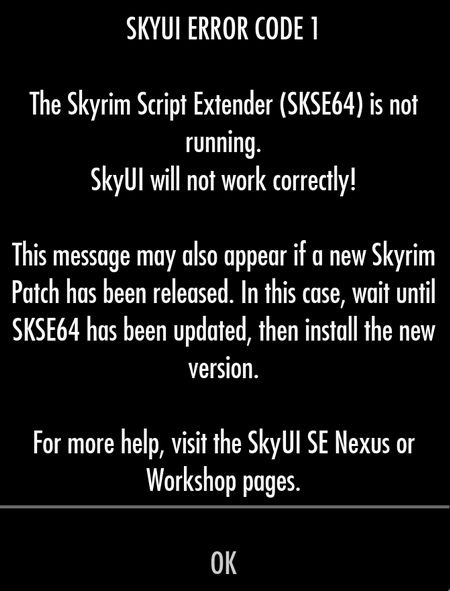 SKYUI ERROR CODE 1
The Skyrim Script Extender (SKSE64) is not
running.
SkyUI will not work correctly!
This message may also appear if a new Skyrim
Patch has been released. In this case, wait until
SKSE64 has been updated, then install the new
version.
For more help, visit the SkyUI SE Nexus or
Workshop pages.
OK